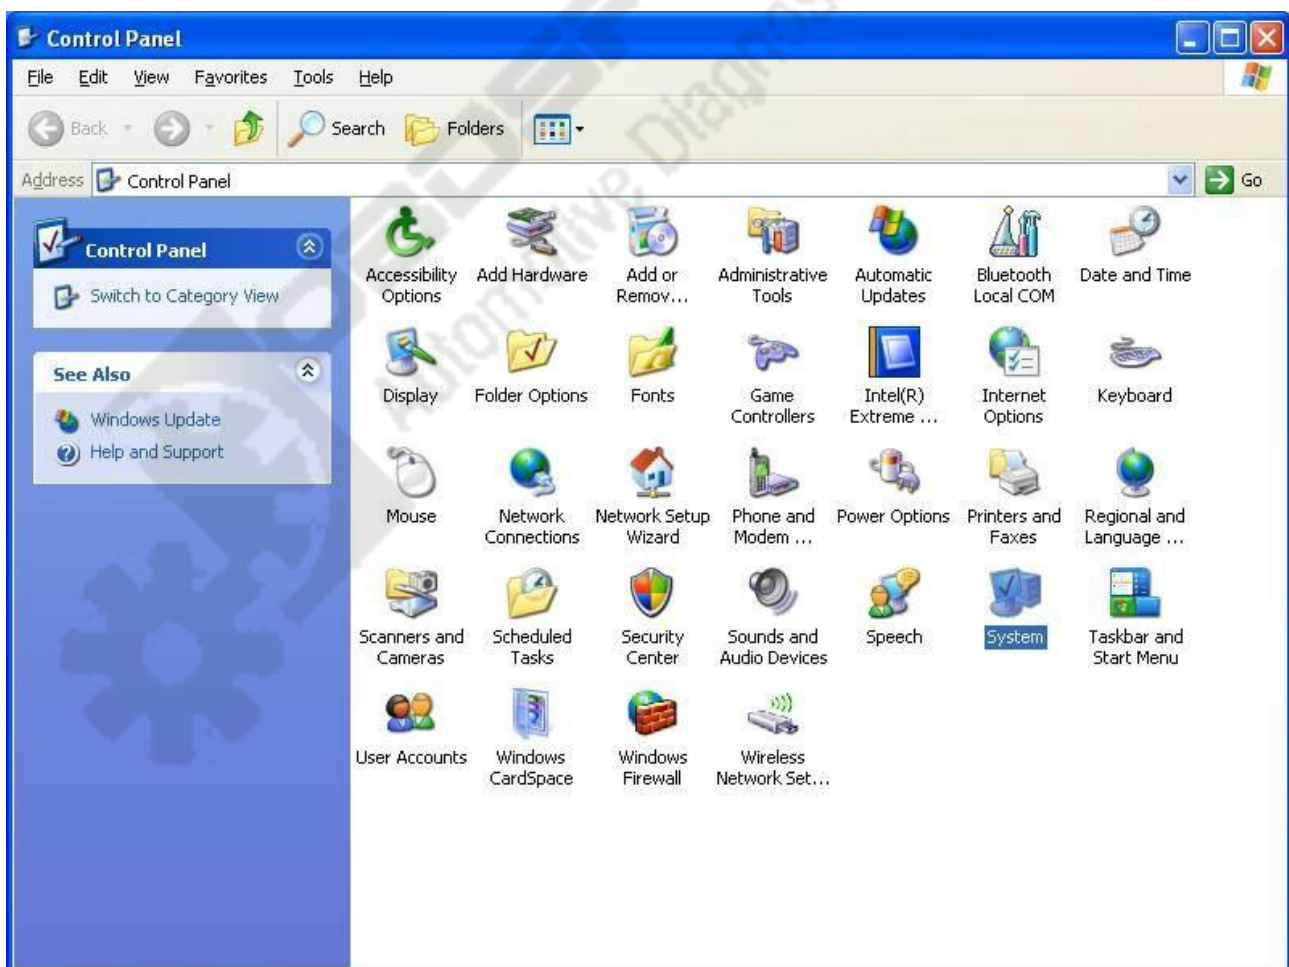 Control Panel
File Edit View Favorites Tools Help
Back Search Folders
Address Control Panel Go
Control Panel
Switch to Category View
See Also
Windows Update
Help and Support
Accessibility Options
Add Hardware
Add or Remov...
Administrative Tools
Automatic Updates
Bluetooth Local COM
Date and Time
Display
Folder Options
Fonts
Game Controllers
Intel(R) Extreme ...
Internet Options
Keyboard
Mouse
Network Connections
Network Setup Wizard
Phone and Modem ...
Power Options
Printers and Faxes
Regional and Language ...
Scanners and Cameras
Scheduled Tasks
Security Center
Sounds and Audio Devices
Speech
System
Taskbar and Start Menu
User Accounts
Windows CardSpace
Windows Firewall
Wireless Network Set...
Automotive Diagnos